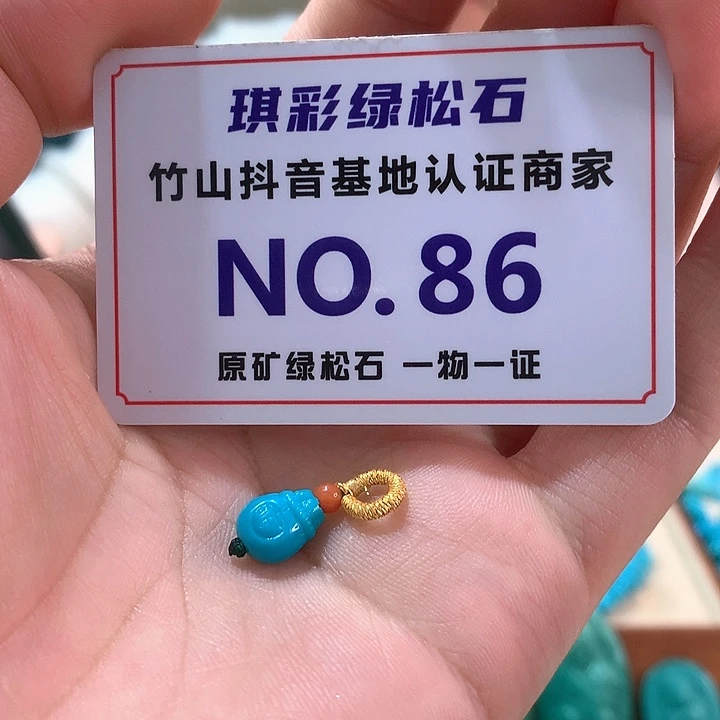 琪彩绿松石
竹山抖音基地认证商家
NO.86
原矿绿松石 一物一证